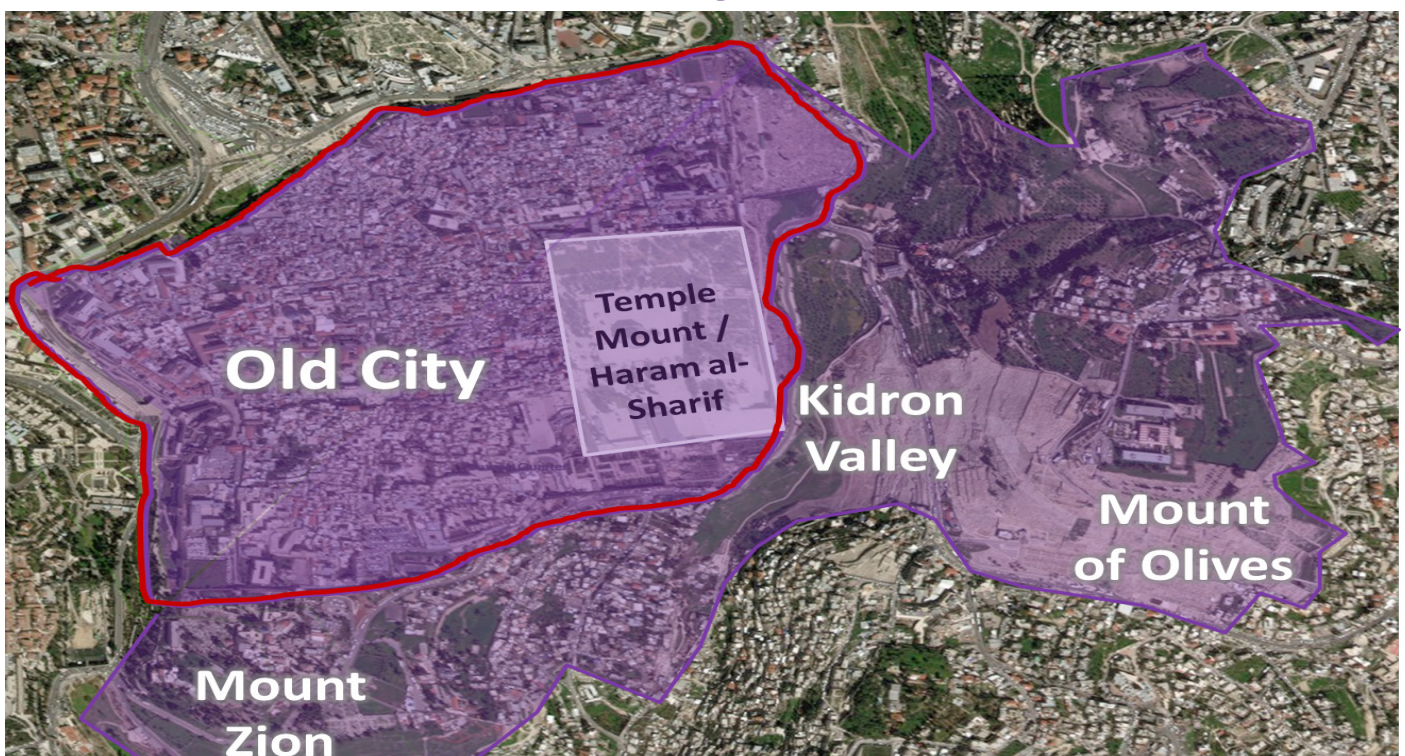 Old City
Temple
Mount /
Haram al-
Sharif
Kidron
Valley
Mount
of Olives
Mount
Zion